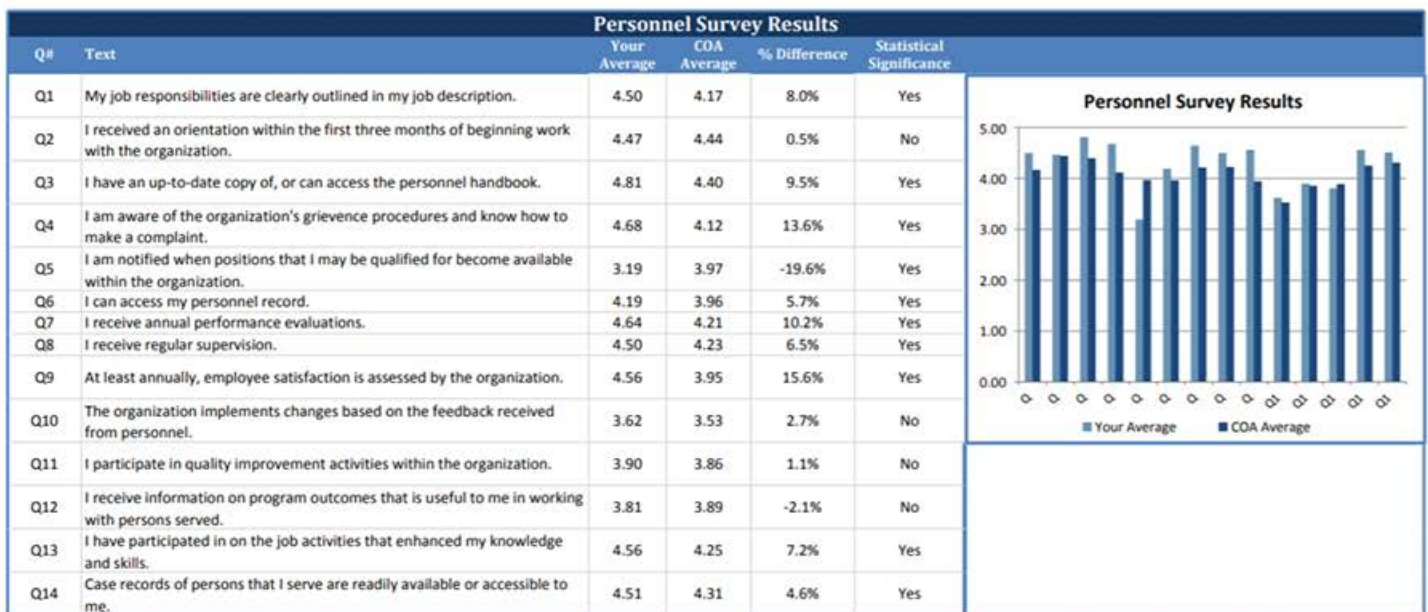 Personnel Survey Results
Q# Text Your Average COA Average % Difference Statistical Significance
Q1 My job responsibilities are clearly outlined in my job description. 4.50 4.17 8.0% Yes
Q2 I received an orientation within the first three months of beginning work
with the organization. 4.47 4.44 0.5% No
Q3 I have an up-to-date copy of, or can access the personnel handbook. 4.81 4.40 9.5% Yes
Q4 I am aware of the organization's grievence procedures and know how to
make a complaint. 4.68 4.12 13.6% Yes
Q5 I am notified when positions that I may be qualified for become available
within the organization. 3.19 3.97 -19.6% Yes
Q6 I can access my personnel record. 4.19 3.96 5.7% Yes
Q7 I receive annual performance evaluations. 4.64 4.21 10.2% Yes
Q8 I receive regular supervision. 4.50 4.23 6.5% Yes
Q9 At least annually, employee satisfaction is assessed by the organization. 4.56 3.95 15.6% Yes
Q10 The organization implements changes based on the feedback received
from personnel. 3.62 3.53 2.7% No
Q11 I participate in quality improvement activities within the organization. 3.90 3.86 1.1% No
Q12 I receive information on program outcomes that is useful to me in working
with persons served. 3.81 3.89 -2.1% No
Q13 I have participated in on the job activities that enhanced my knowledge
and skills. 4.56 4.25 7.2% Yes
Q14 Case records of persons that I serve are readily available or accessible to
me. 4.51 4.31 4.6% Yes
Personnel Survey Results
5.00
4.00
3.00
2.00
1.00
0.00
Q Q Q Q Q Q Q Q Q Q1 Q1 Q1 Q1 Q1
Your Average COA Average